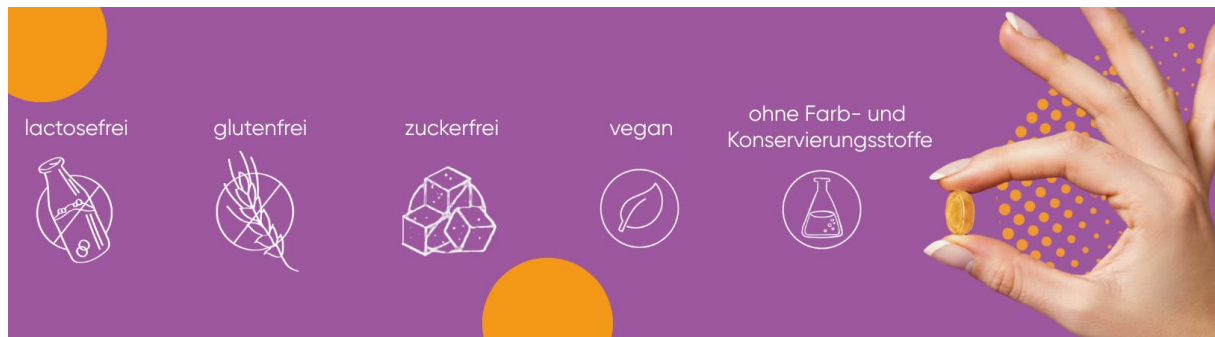 lactosefrei
glutenfrei
zuckerfrei
vegan
ohne Farb- und
Konservierungsstoffe